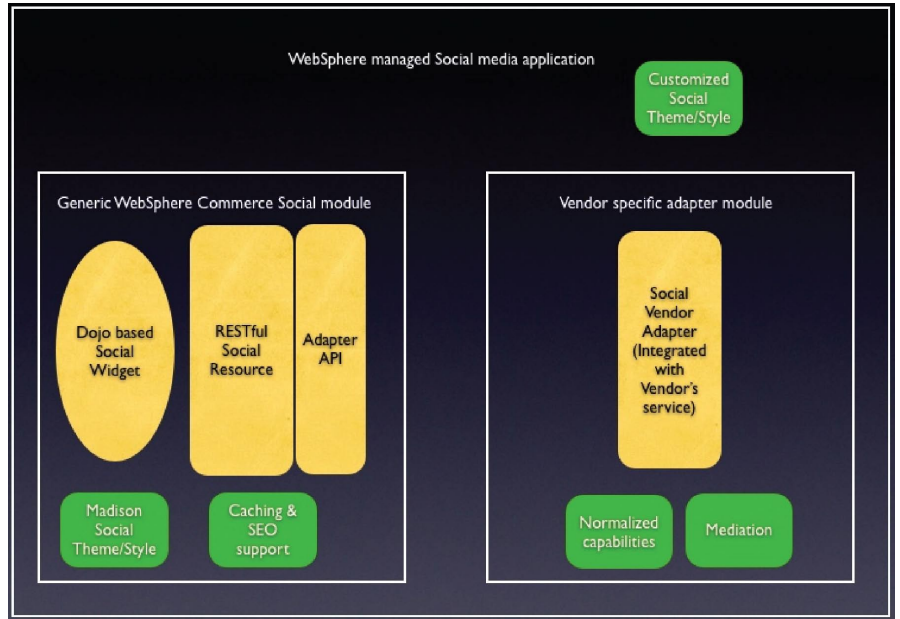 WebSphere managed Social media application
Customized
Social
Theme/Style
Generic WebSphere Commerce Social module
Dojo based
Social
Widget
RESTful
Social
Resource
Adapter
API
Madison
Social
Theme/Style
Caching &
SEO
support
Vendor specific adapter module
Social
Vendor
Adapter
(Integrated
with
Vendor's
service)
Normalized
capabilities
Mediation